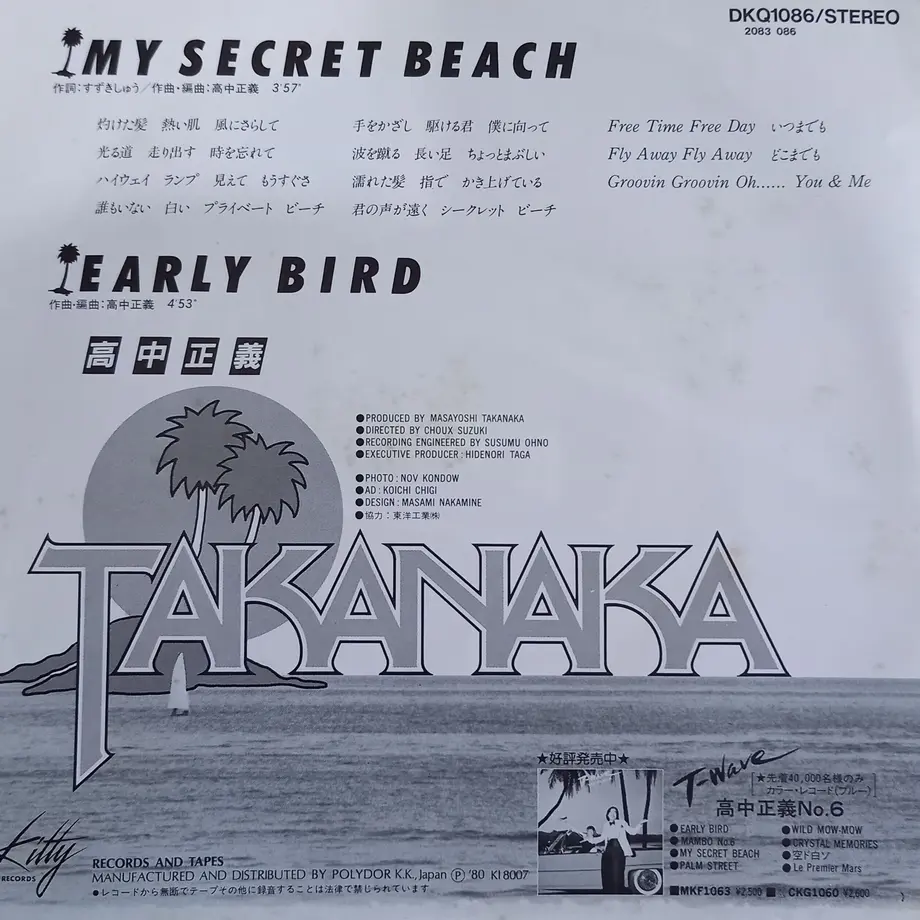 DKQ1086/STEREO
2083 086
MY SECRET BEACH
作詞：すずきしゅう／作曲・編曲：高中正義 3'57"
灼けた髪 熱い肌 風にさらして
光る道 走り出す 時を忘れて
ハイウェイ ランプ 見えて もうすぐさ
誰もいない 白い プライベート ビーチ
手をかざし 駆ける君 僕に向って
波を蹴る 長い足 ちょっとまぶしい
濡れた髪 指で かき上げている
君の声が遠く シークレット ビーチ
Free Time Free Day いつまでも
Fly Away Fly Away どこまでも
Groovin Groovin Oh...... You & Me
EARLY BIRD
作曲・編曲：高中正義 4'53"
高中正義
●PRODUCED BY MASAYOSHI TAKANAKA
●DIRECTED BY CHOUX SUZUKI
●RECORDING ENGINEERED BY SUSUMU OHNO
●EXECUTIVE PRODUCER : HIDENORI TAGA
●PHOTO : NOV KONDOW
●AD : KOICHI CHIGI
●DESIGN : MASAMI NAKAMINE
●協力：東洋工業㈱
TAKANAKA
★好評発売中★
T-Wave
★先着40,000名様のみ
カラー・レコード(ブルー)
高中正義No.6
●EARLY BIRD
●MAMBO No.6
●MY SECRET BEACH
●PALM STREET
●WILD MOW-MOW
●CRYSTAL MEMORIES
●空ド白ソ
●Le Premier Mars
■MKF1063 ¥2,500 ■CKG1060 ¥2,600
Kitty
RECORDS
RECORDS AND TAPES
MANUFACTURED AND DISTRIBUTED BY POLYDOR K.K., Japan Ⓟ '80 KI 8007
●レコードから無断でテープその他に録音することは法律で禁じられています。